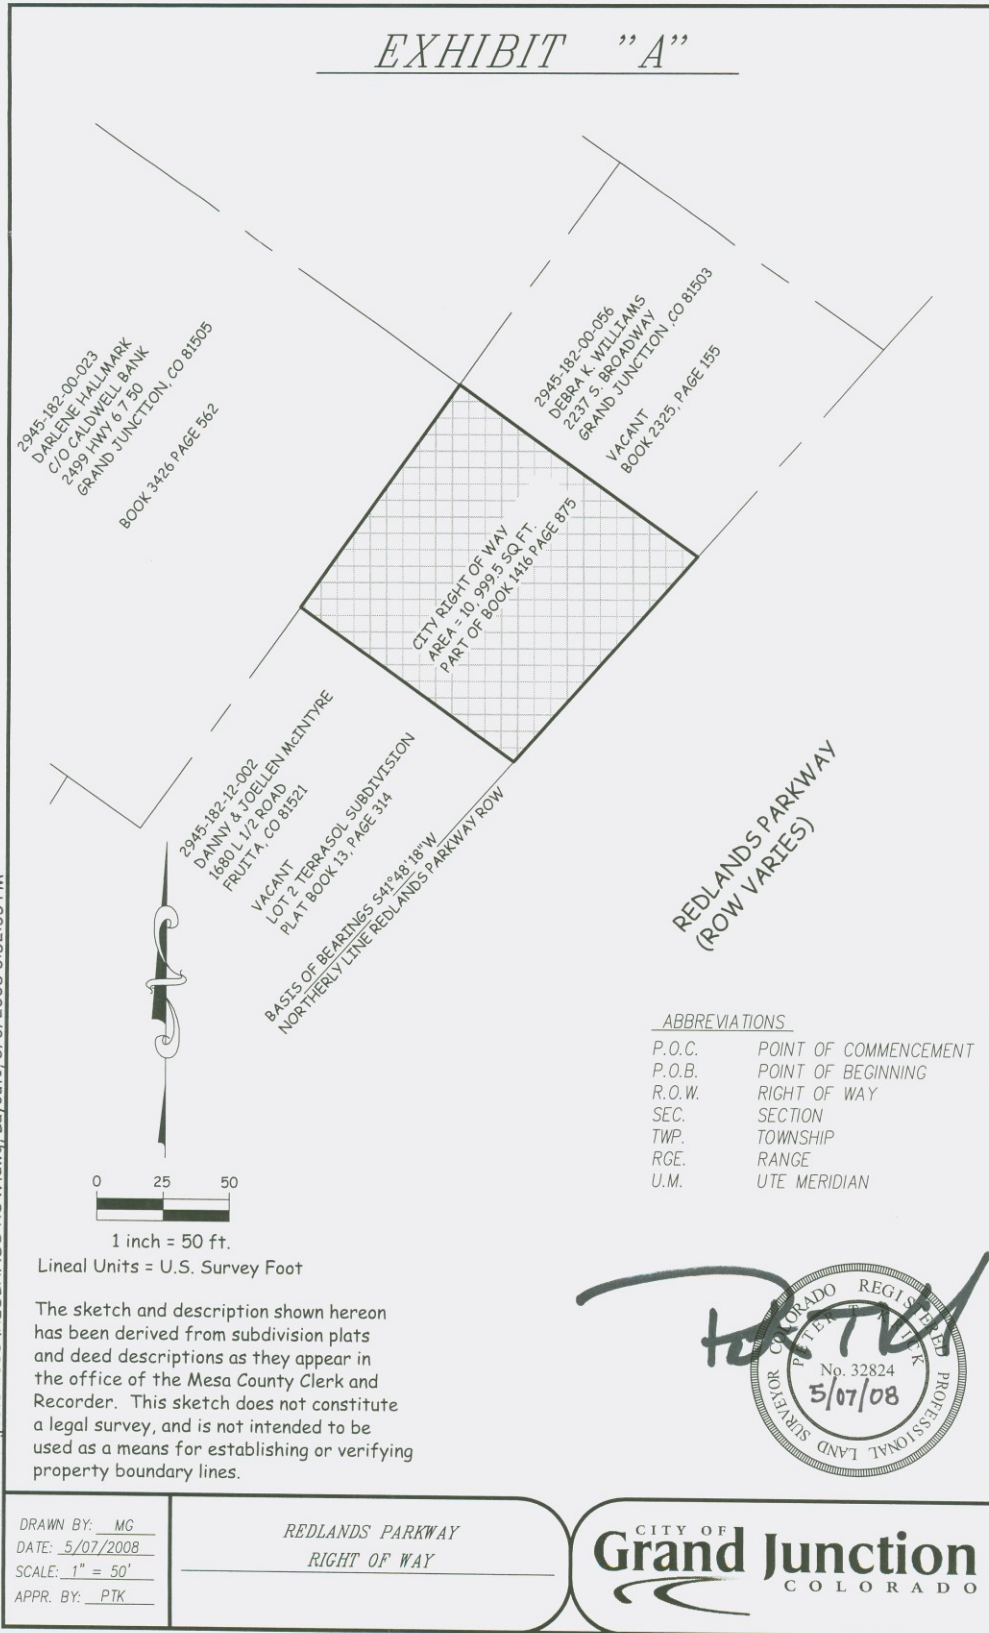 EXHIBIT "A"
2945-182-00-023
DARLENE HALLMARK
C/O CALDWELL BANK
2499 HWY 6 7 50
GRAND JUNCTION, CO 81505
BOOK 3426 PAGE 562
2945-182-00-056
DEBRA K. WILLIAMS
2237 S. BROADWAY
GRAND JUNCTION ,CO 81503
VACANT
BOOK 2325, PAGE 155
CITY RIGHT OF WAY
AREA = 10, 999.5 SQ FT.
PART OF BOOK 1416 PAGE 875
2945-182-12-002
DANNY & JOELLEN McINTYRE
1680 L 1/2 ROAD
FRUITA, CO 81521
VACANT
LOT 2 TERRASOL SUBDIVISION
PLAT BOOK 13, PAGE 314
BASIS OF BEARINGS S41°48'18"W
NORTHERLY LINE REDLANDS PARKWAY ROW
REDLANDS PARKWAY
(ROW VARIES)
ABBREVIATIONS
P.O.C. POINT OF COMMENCEMENT
P.O.B. POINT OF BEGINNING
R.O.W. RIGHT OF WAY
SEC. SECTION
TWP. TOWNSHIP
RGE. RANGE
U.M. UTE MERIDIAN
0 25 50
1 inch = 50 ft.
Lineal Units = U.S. Survey Foot
The sketch and description shown hereon
has been derived from subdivision plats
and deed descriptions as they appear in
the office of the Mesa County Clerk and
Recorder. This sketch does not constitute
a legal survey, and is not intended to be
used as a means for establishing or verifying
property boundary lines.
COLORADO REGISTERED
PROFESSIONAL LAND SURVEYOR
PETER T. KRICK
No. 32824
5/07/08
DRAWN BY: MG
DATE: 5/07/2008
SCALE: 1" = 50'
APPR. BY: PTK
REDLANDS PARKWAY
RIGHT OF WAY
CITY OF
Grand Junction
COLORADO